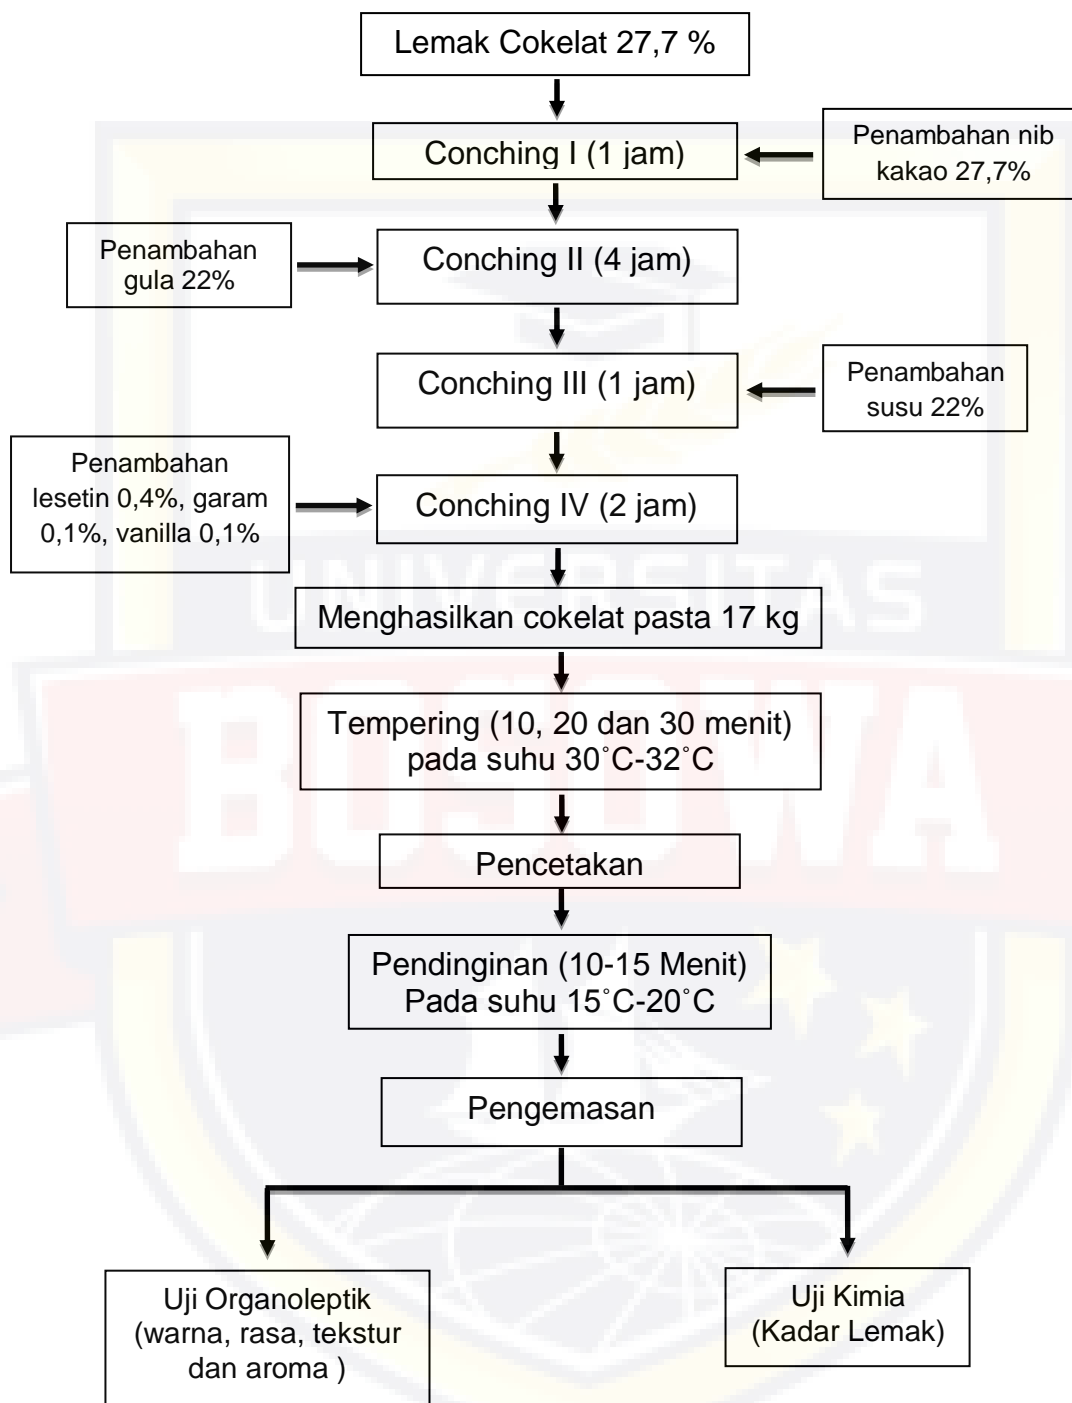 Lemak Cokelat 27,7 %
Conching I (1 jam)
Penambahan nib
kakao 27,7%
Penambahan
gula 22%
Conching II (4 jam)
Conching III (1 jam)
Penambahan
susu 22%
Penambahan
lesetin 0,4%, garam
0,1%, vanilla 0,1%
Conching IV (2 jam)
UNIVERSITAS
Menghasilkan cokelat pasta 17 kg
BOSOWA
Tempering (10, 20 dan 30 menit)
pada suhu 30˚C-32˚C
Pencetakan
Pendinginan (10-15 Menit)
Pada suhu 15˚C-20˚C
Pengemasan
Uji Organoleptik
(warna, rasa, tekstur
dan aroma )
Uji Kimia
(Kadar Lemak)